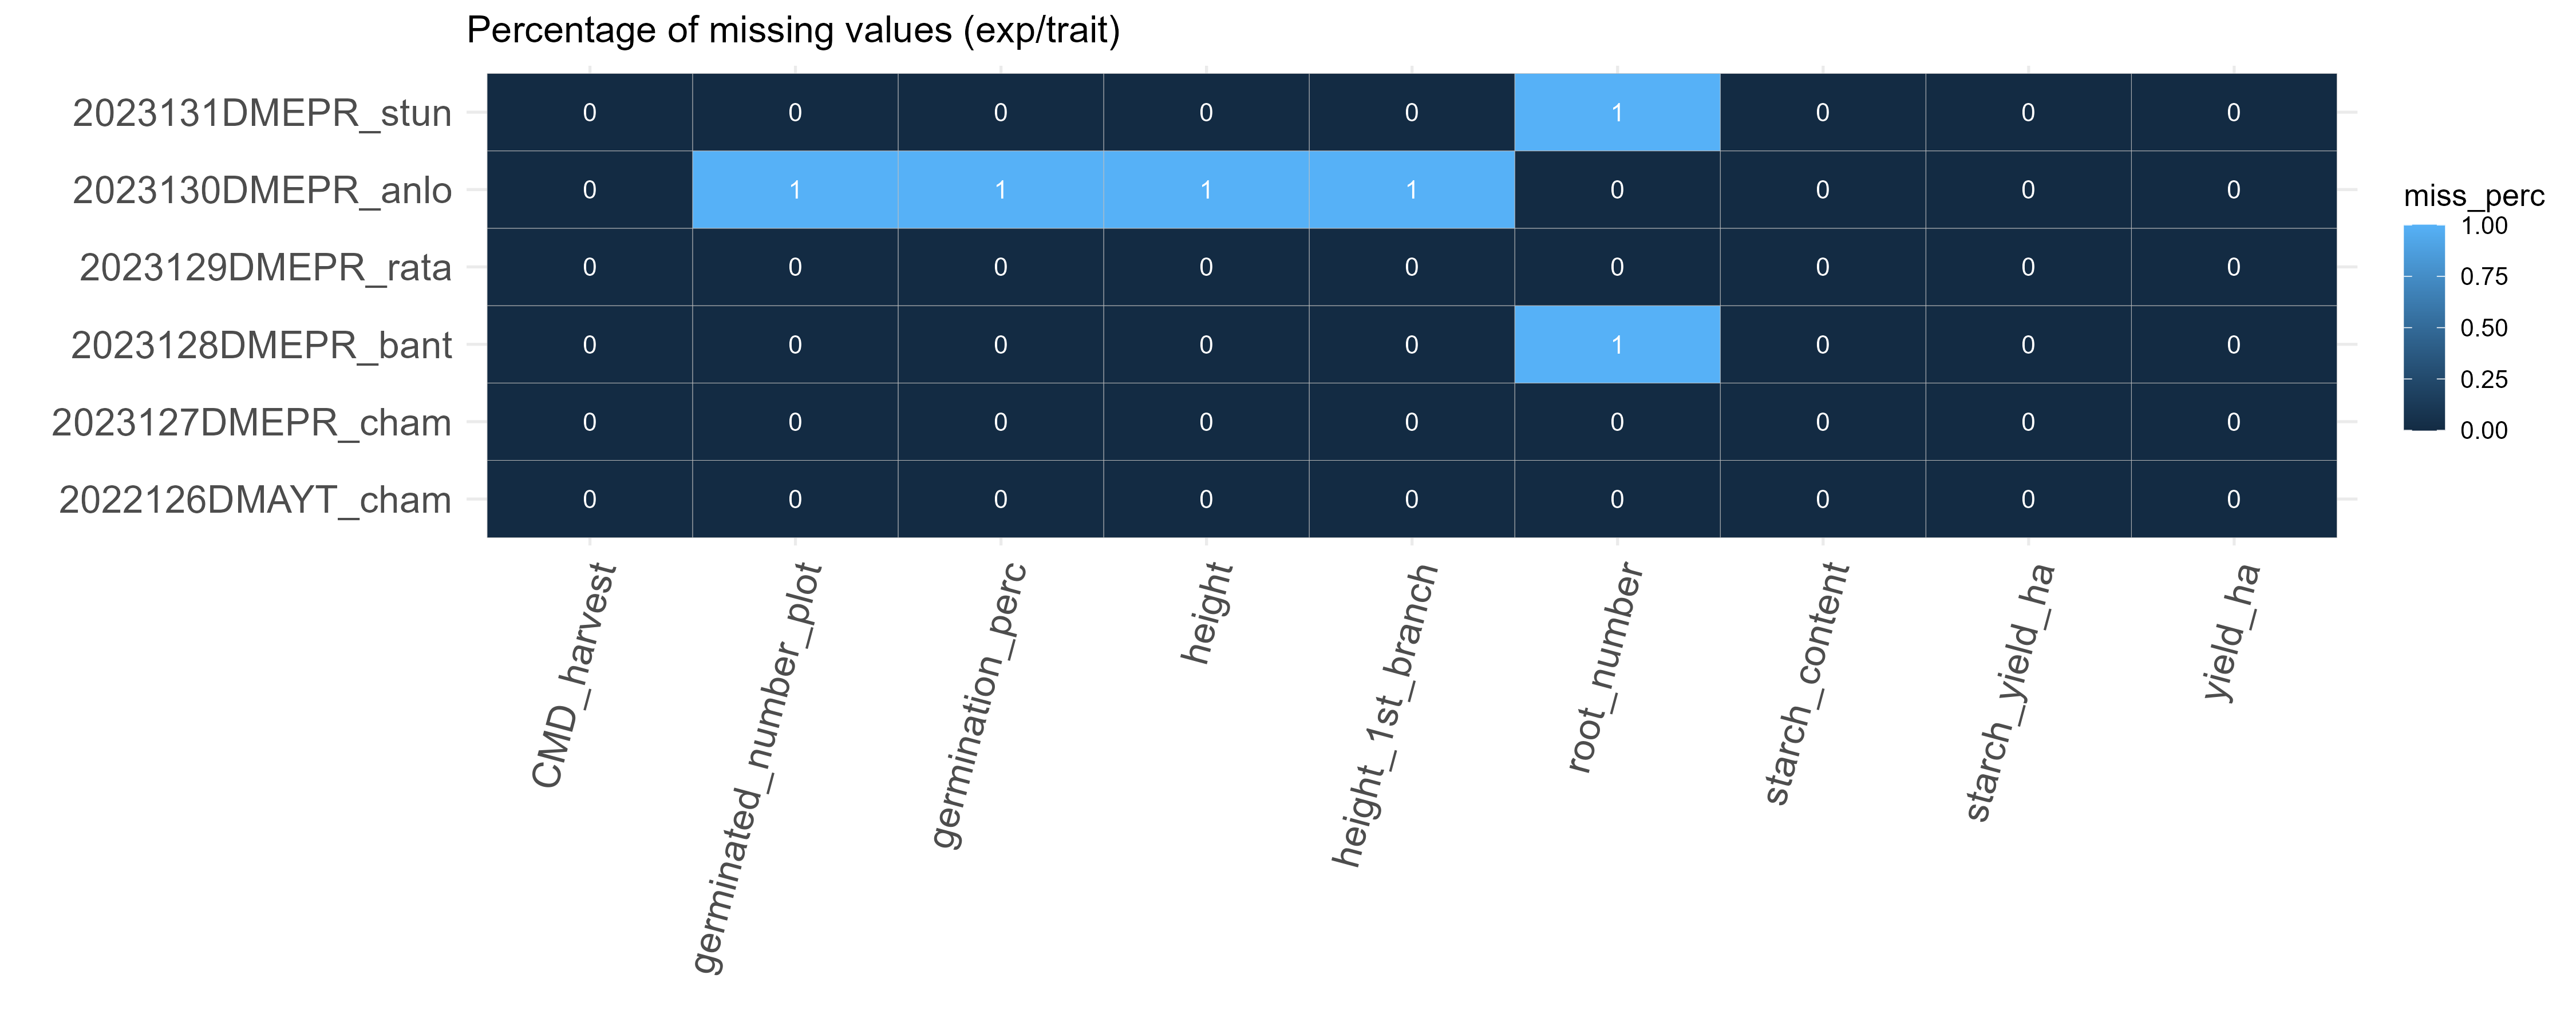 Percentage of missing values (exp/trait)
2023131DMEPR_stun 0 0 0 0 0 1 0 0 0
2023130DMEPR_anlo 0 1 1 1 1 0 0 0 0
2023129DMEPR_rata 0 0 0 0 0 0 0 0 0
2023128DMEPR_bant 0 0 0 0 0 1 0 0 0
2023127DMEPR_cham 0 0 0 0 0 0 0 0 0
2022126DMAYT_cham 0 0 0 0 0 0 0 0 0
CMD_harvest
germinated_number_plot
germination_perc
height
height_1st_branch
root_number
starch_content
starch_yield_ha
yield_ha
miss_perc
1.00
0.75
0.50
0.25
0.00